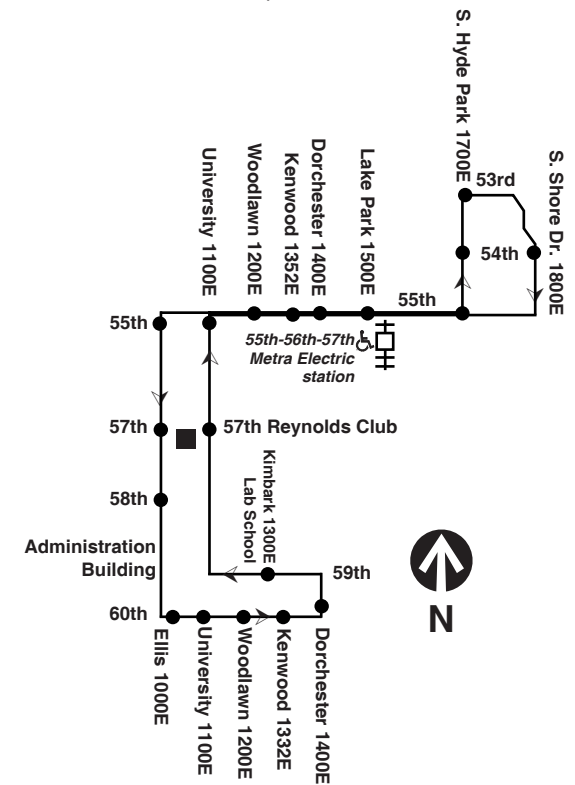 S. Hyde Park 1700E
S. Shore Dr. 1800E
53rd
54th
University 1100E
Woodlawn 1200E
Kenwood 1352E
Dorchester 1400E
Lake Park 1500E
55th
55th
55th-56th-57th
Metra Electric
station
57th
57th Reynolds Club
Kimbark 1300E
Lab School
58th
Administration
Building
59th
60th
Ellis 1000E
University 1100E
Woodlawn 1200E
Kenwood 1332E
Dorchester 1400E
N